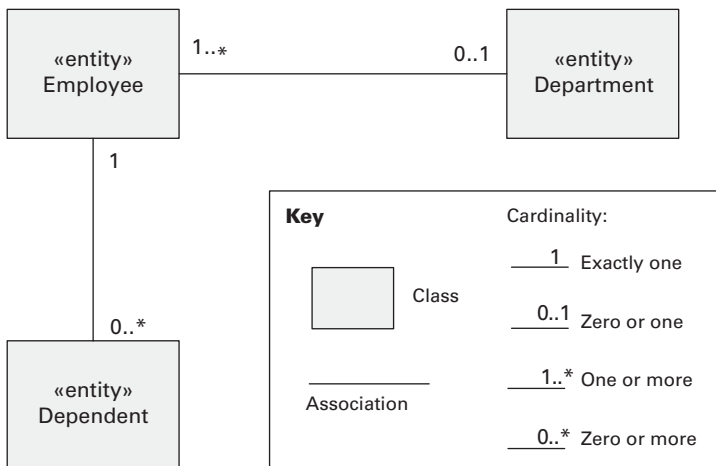 «entity»
Employee
1..*
0..1
«entity»
Department
1
0..*
«entity»
Dependent
Key
Cardinality:
Class
Association
1 Exactly one
0..1 Zero or one
1..* One or more
0..* Zero or more